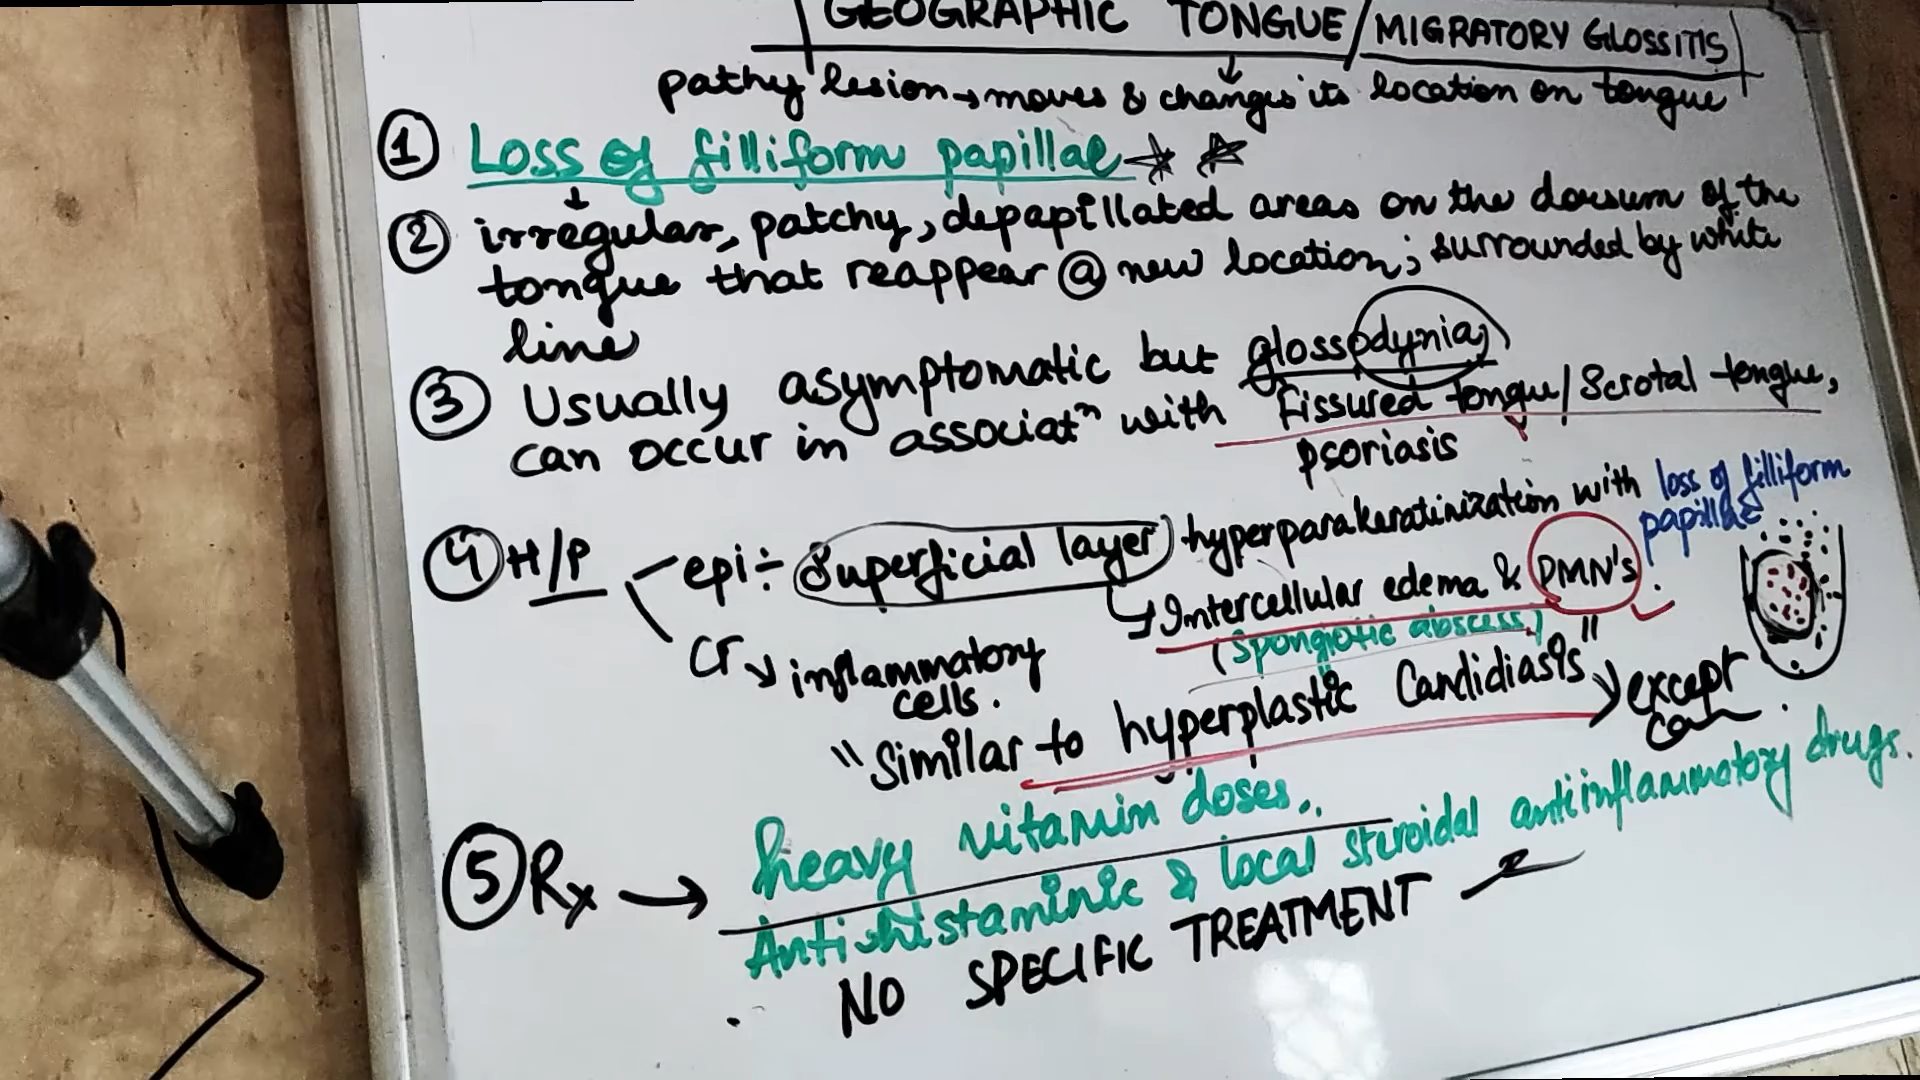 GEOGRAPHIC TONGUE/MIGRATORY GLOSSITIS
pathy lesion→moves & changes its location on tongue
① Loss of filliform papillae
② irregular, patchy, depapillated areas on the dorsum of the
tongue that reappear @ new location; surrounded by white
line
③ Usually asymptomatic but glossodynia
can occur in associatⁿ with Fissured tongue/Scrotal tongue,
psoriasis
④ H/P epi:- Superficial layer hyperparakeratinization with loss of filliform
papillae
Intercellular edema & PMN's.
(Spongiotic abscess)
CT inflammatory
cells.
"Similar to hyperplastic Candidiasis" except
⑤ Rx → heavy vitamin doses..
Antihistaminic & local steroidal antiinflammatory drugs.
NO SPECIFIC TREATMENT